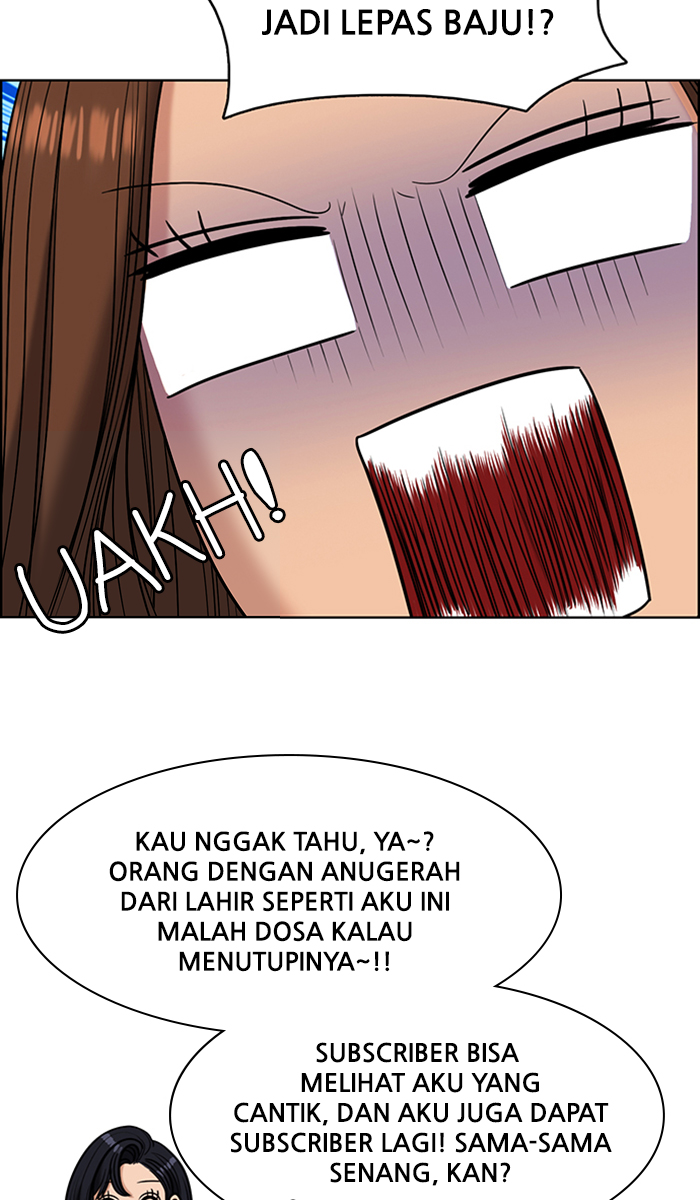 JADI LEPAS BAJU!?
UAKH!
KAU NGGAK TAHU, YA~?
ORANG DENGAN ANUGERAH
DARI LAHIR SEPERTI AKU INI
MALAH DOSA KALAU
MENUTUPINYA~!!
SUBSCRIBER BISA
MELIHAT AKU YANG
CANTIK, DAN AKU JUGA DAPAT
SUBSCRIBER LAGI! SAMA-SAMA
SENANG, KAN?